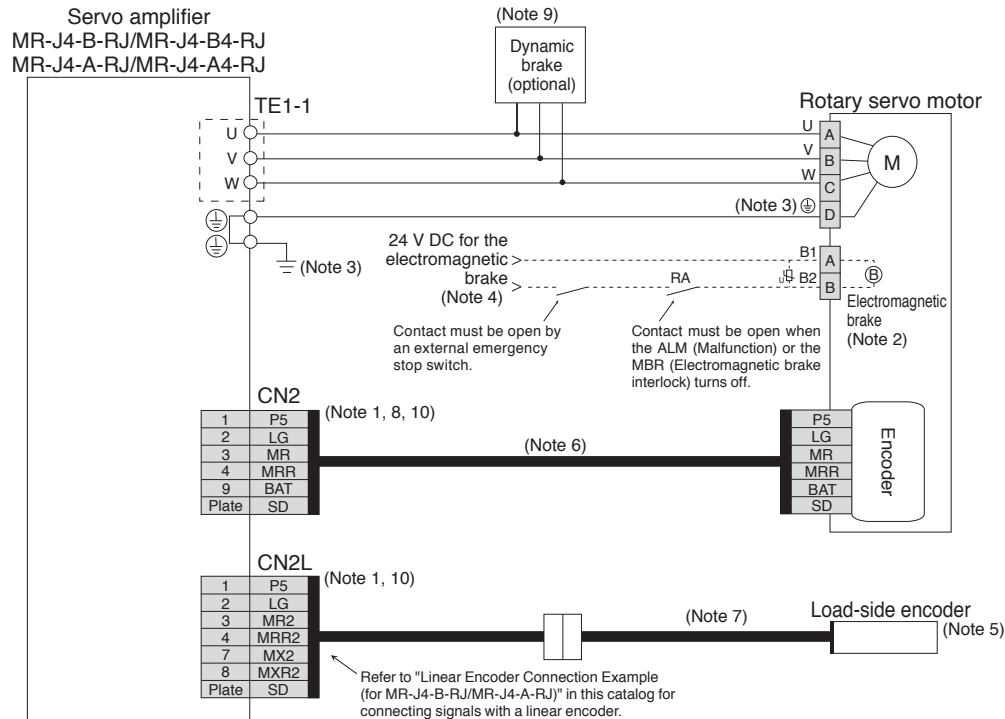 Servo amplifier
MR-J4-B-RJ/MR-J4-B4-RJ
MR-J4-A-RJ/MR-J4-A4-RJ
(Note 9)
Dynamic
brake
(optional)
TE1-1
Rotary servo motor
U
V
W
U
V
W
(Note 3)
A
B
C
D
M
(Note 3)
24 V DC for the
electromagnetic
brake
(Note 4)
RA
B1
B2
U
A
B
B
Electromagnetic
brake
(Note 2)
Contact must be open by
an external emergency
stop switch.
Contact must be open when
the ALM (Malfunction) or the
MBR (Electromagnetic brake
interlock) turns off.
CN2
(Note 1, 8, 10)
1 P5
2 LG
3 MR
4 MRR
9 BAT
Plate SD
(Note 6)
P5
LG
MR
MRR
BAT
SD
Encoder
CN2L
(Note 1, 10)
1 P5
2 LG
3 MR2
4 MRR2
7 MX2
8 MXR2
Plate SD
(Note 7)
Load-side encoder
(Note 5)
Refer to "Linear Encoder Connection Example
(for MR-J4-B-RJ/MR-J4-A-RJ)" in this catalog for
connecting signals with a linear encoder.